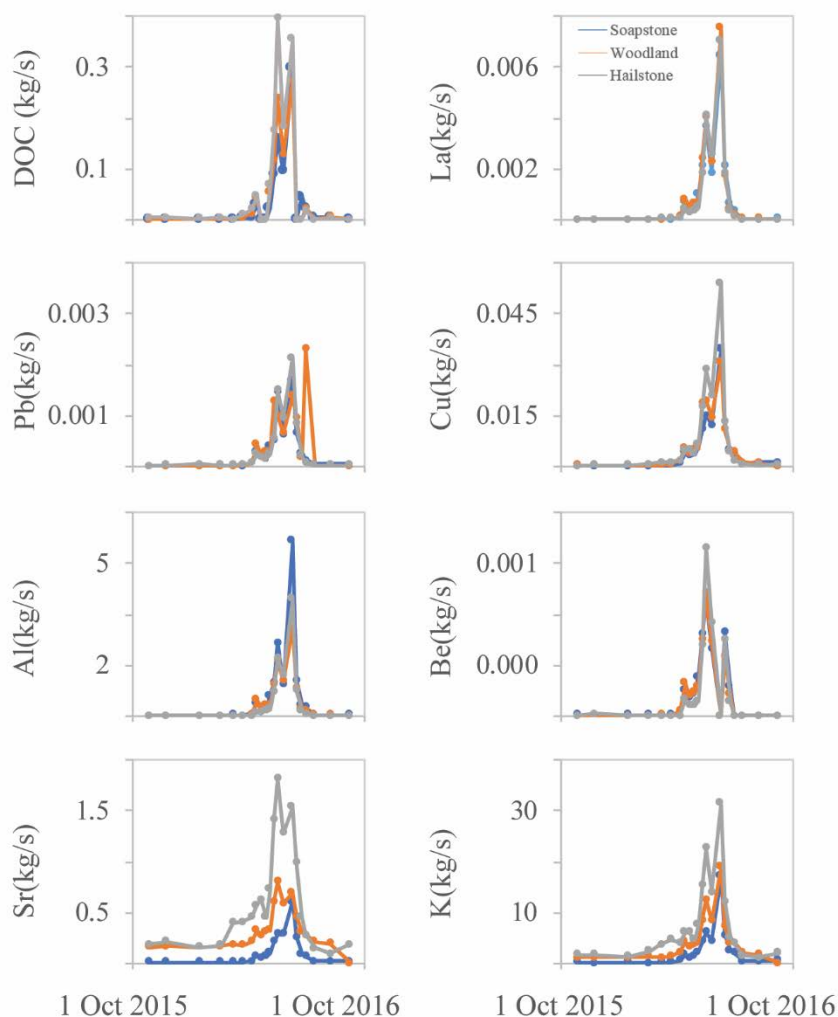 DOC (kg/s)
0.3
0.1
La(kg/s)
0.006
0.002
Soapstone
Woodland
Hailstone
Pb(kg/s)
0.003
0.001
Cu(kg/s)
0.045
0.015
Al(kg/s)
5
2
Be(kg/s)
0.001
0.000
Sr(kg/s)
1.5
0.5
K(kg/s)
30
10
1 Oct 2015
1 Oct 2016
1 Oct 2015
1 Oct 2016